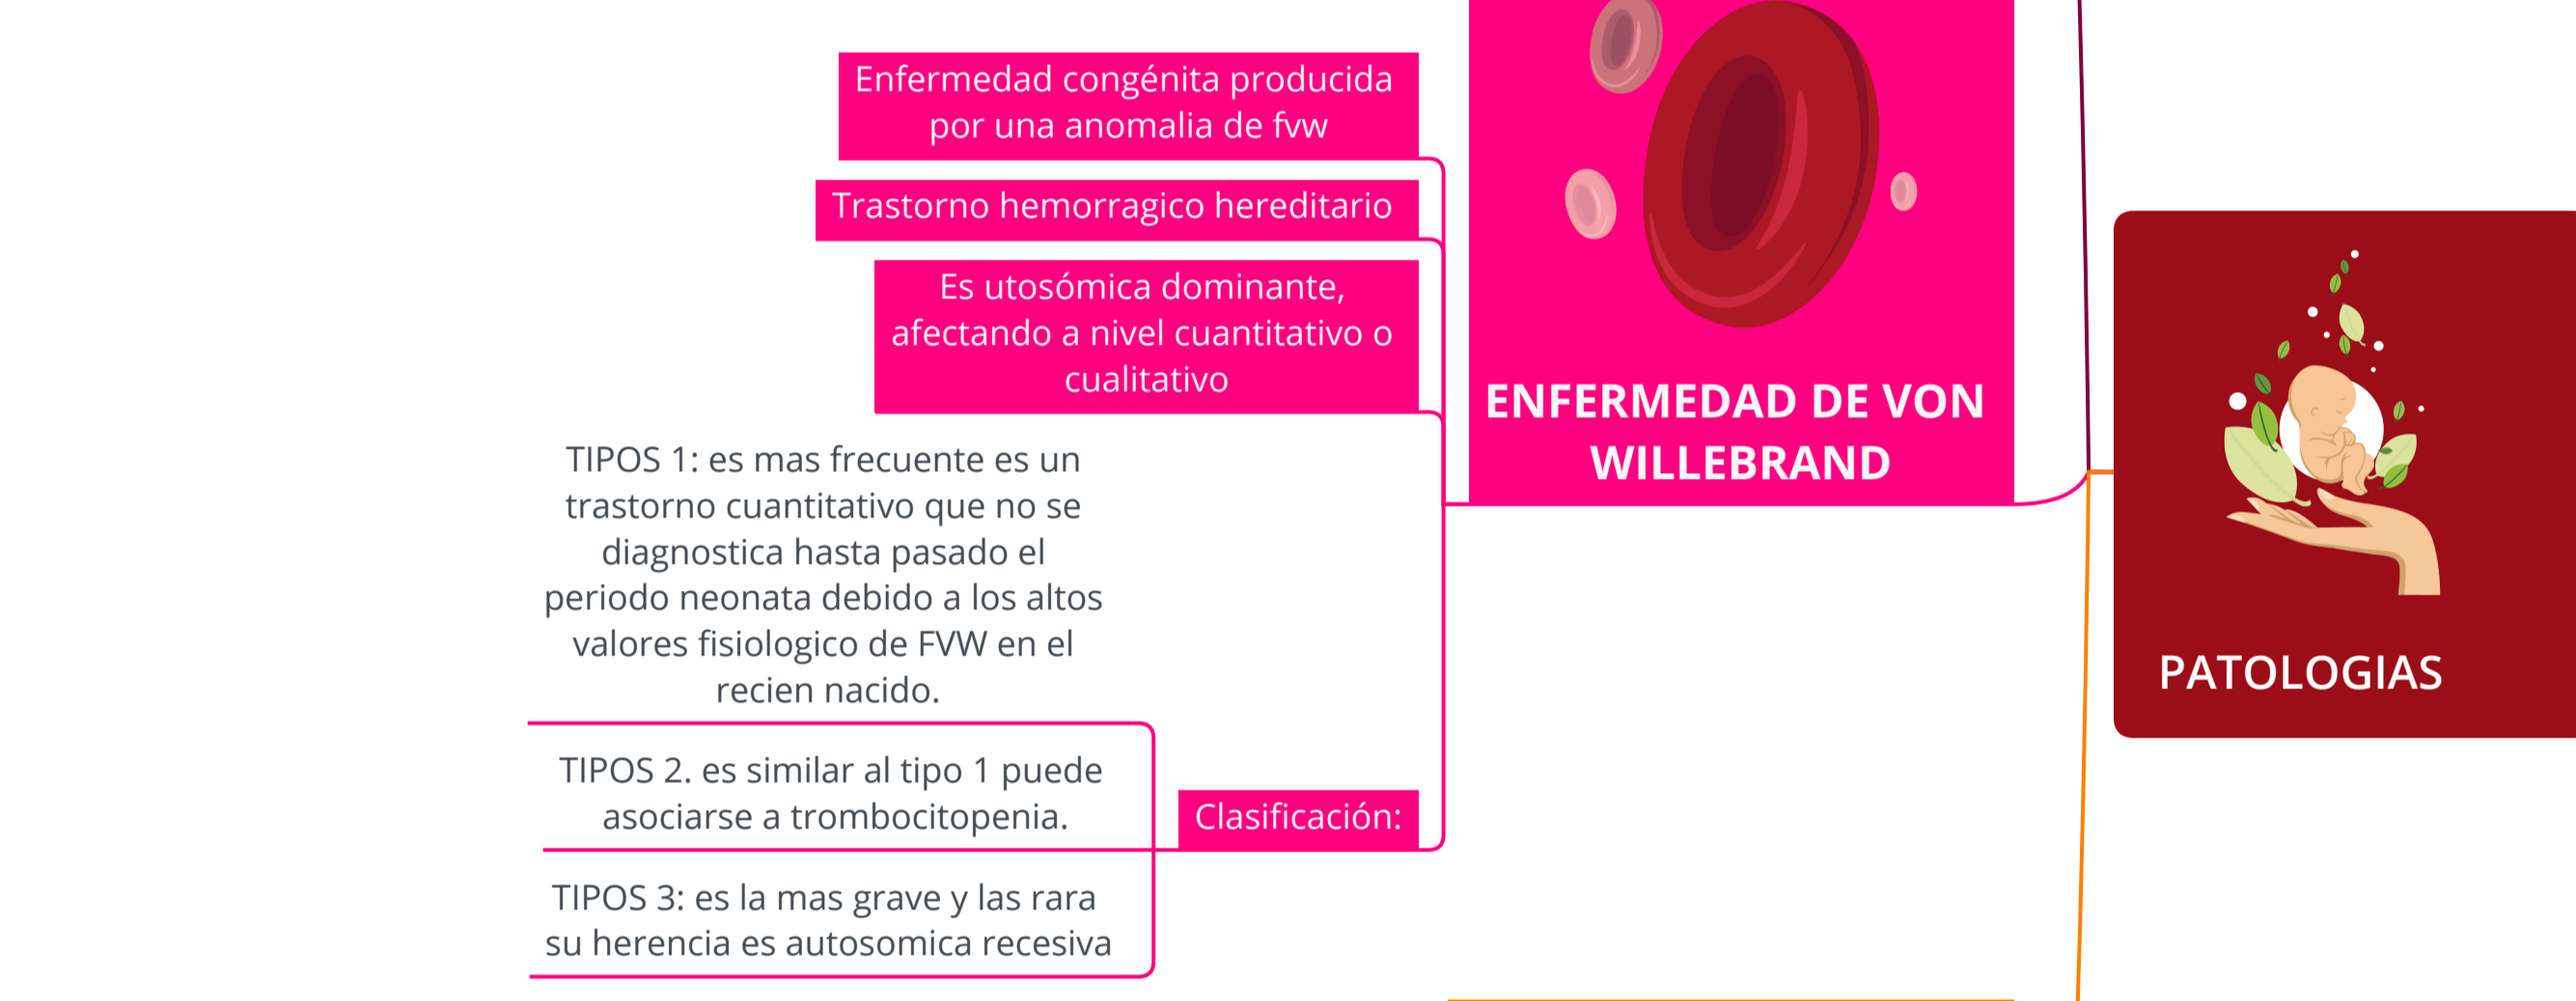 Enfermedad congénita producida
por una anomalia de fvw
Trastorno hemorragico hereditario
Es utosómica dominante,
afectando a nivel cuantitativo o
cualitativo
ENFERMEDAD DE VON
WILLEBRAND
TIPOS 1: es mas frecuente es un
trastorno cuantitativo que no se
diagnostica hasta pasado el
periodo neonata debido a los altos
valores fisiologico de FVW en el
recien nacido.
TIPOS 2. es similar al tipo 1 puede
asociarse a trombocitopenia.
Clasificación:
TIPOS 3: es la mas grave y las rara
su herencia es autosomica recesiva
PATOLOGIAS